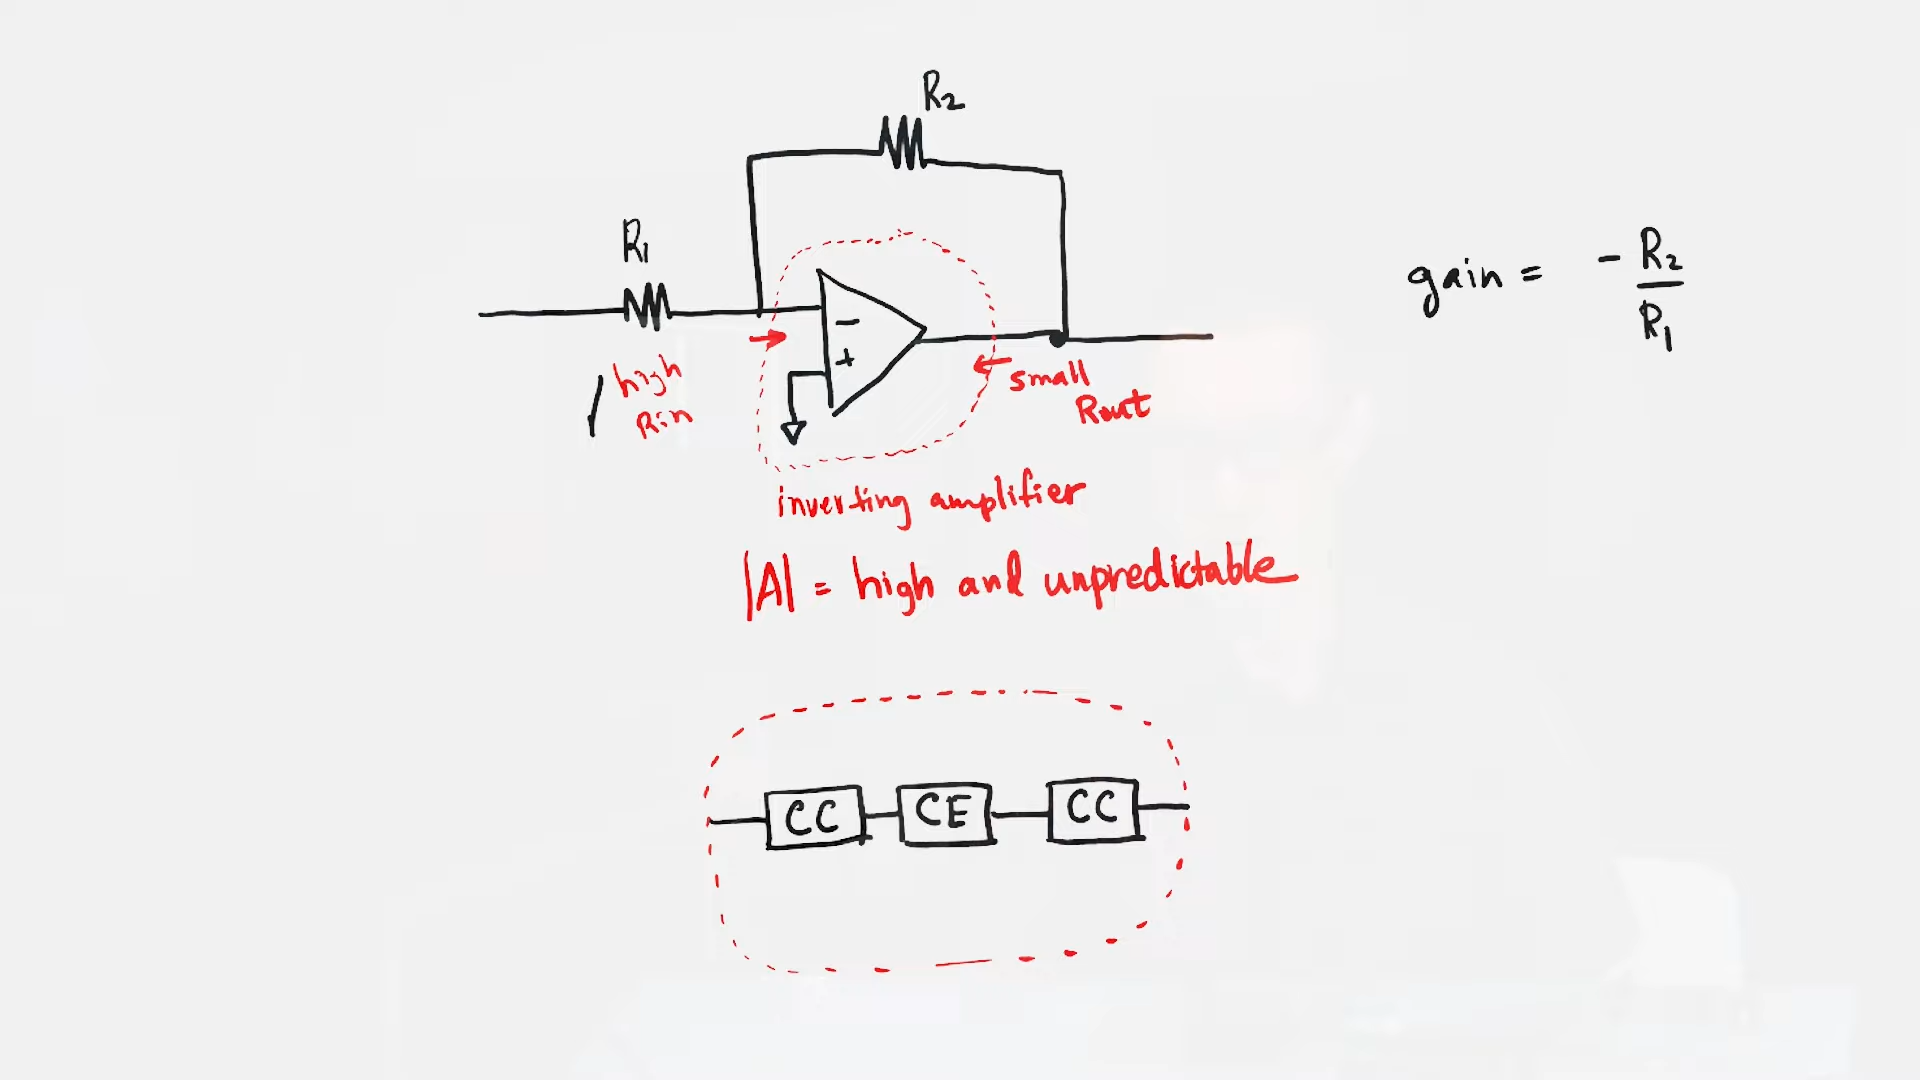 R2
R1
gain = - R2 / R1
−
+
high
Rin
small
Rout
inverting amplifier
|A| = high and unpredictable
CC CE CC